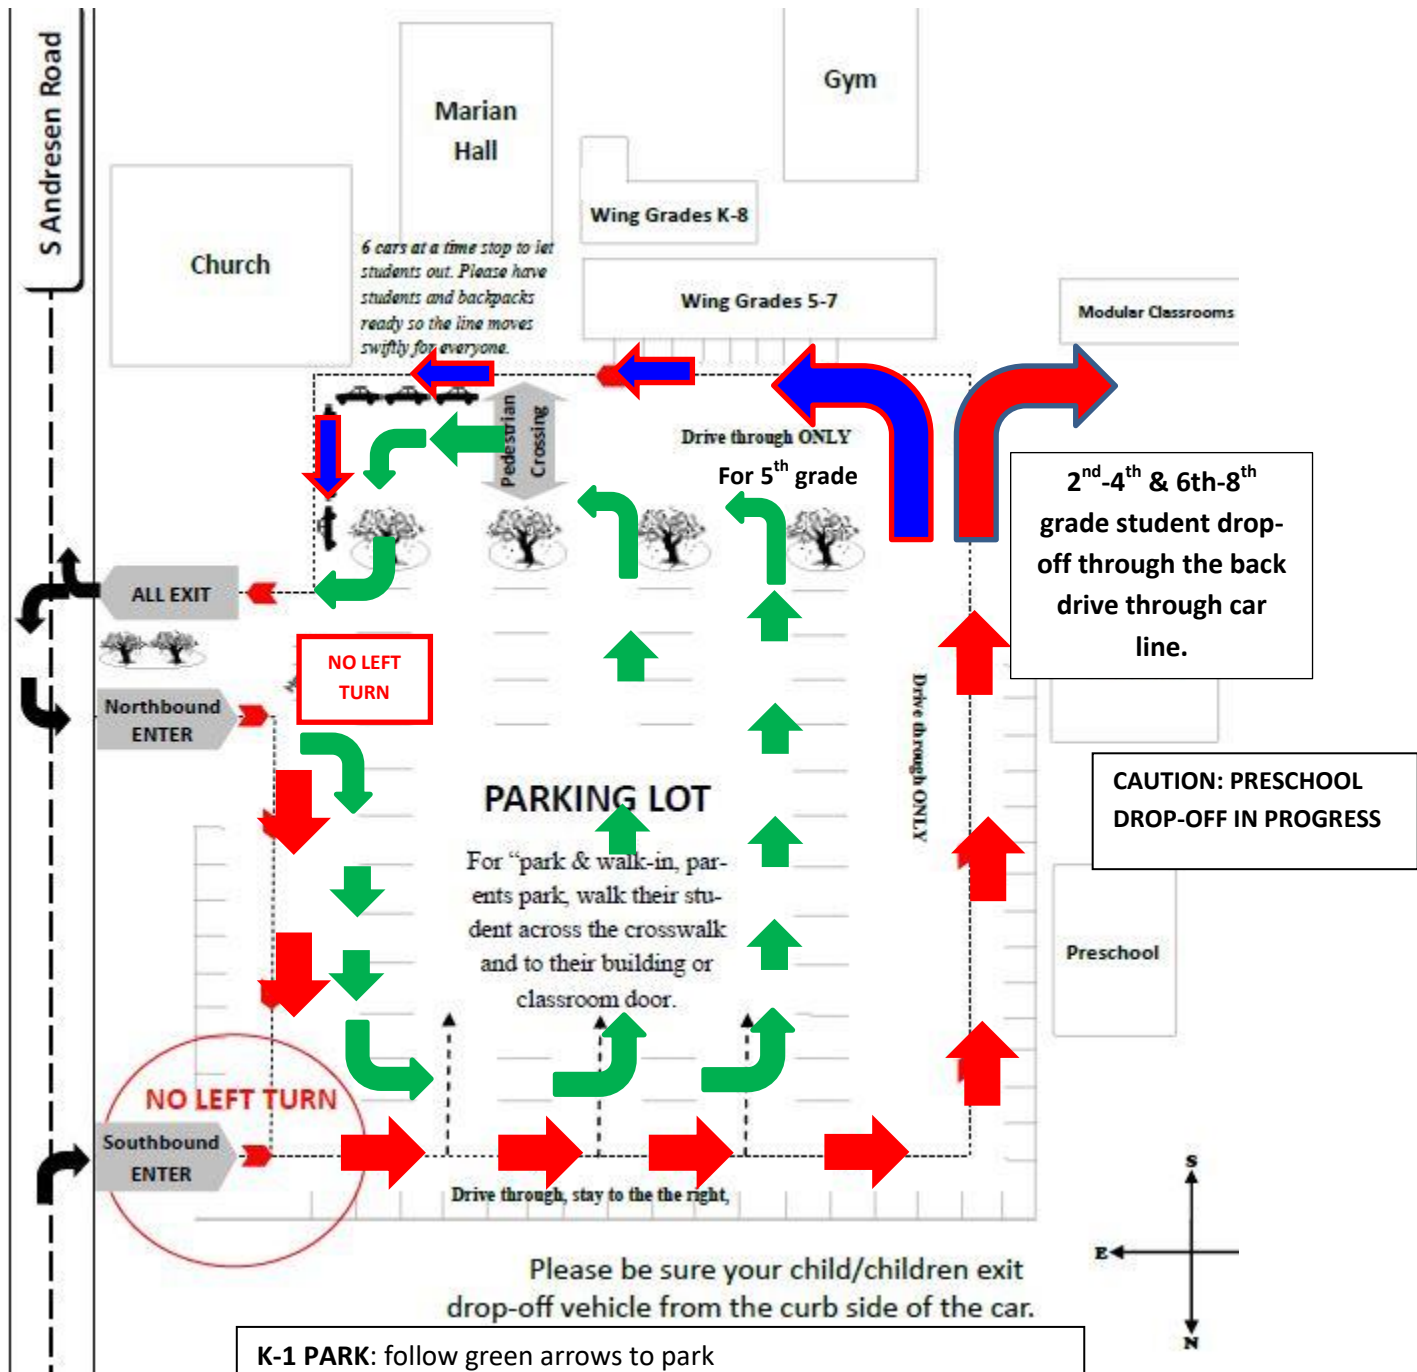 S Andresen Road
Marian
Hall
Gym
Church
Wing Grades K-8
6 cars at a time stop to let
students out. Please have
students and backpacks
ready so the line moves
swiftly for everyone.
Wing Grades 5-7
Modular Classrooms
Pedestrian
Crossing
Drive through ONLY
For 5th grade
2nd-4th & 6th-8th
grade student drop-
off through the back
drive through car
line.
ALL EXIT
NO LEFT
TURN
Northbound
ENTER
Drive through ONLY
CAUTION: PRESCHOOL
DROP-OFF IN PROGRESS
PARKING LOT
For “park & walk-in, par-
ents park, walk their stu-
dent across the crosswalk
and to their building or
classroom door.
Preschool
NO LEFT TURN
Southbound
ENTER
Drive through, stay to the the right,
S
E
N
Please be sure your child/children exit
drop-off vehicle from the curb side of the car.
K-1 PARK: follow green arrows to park